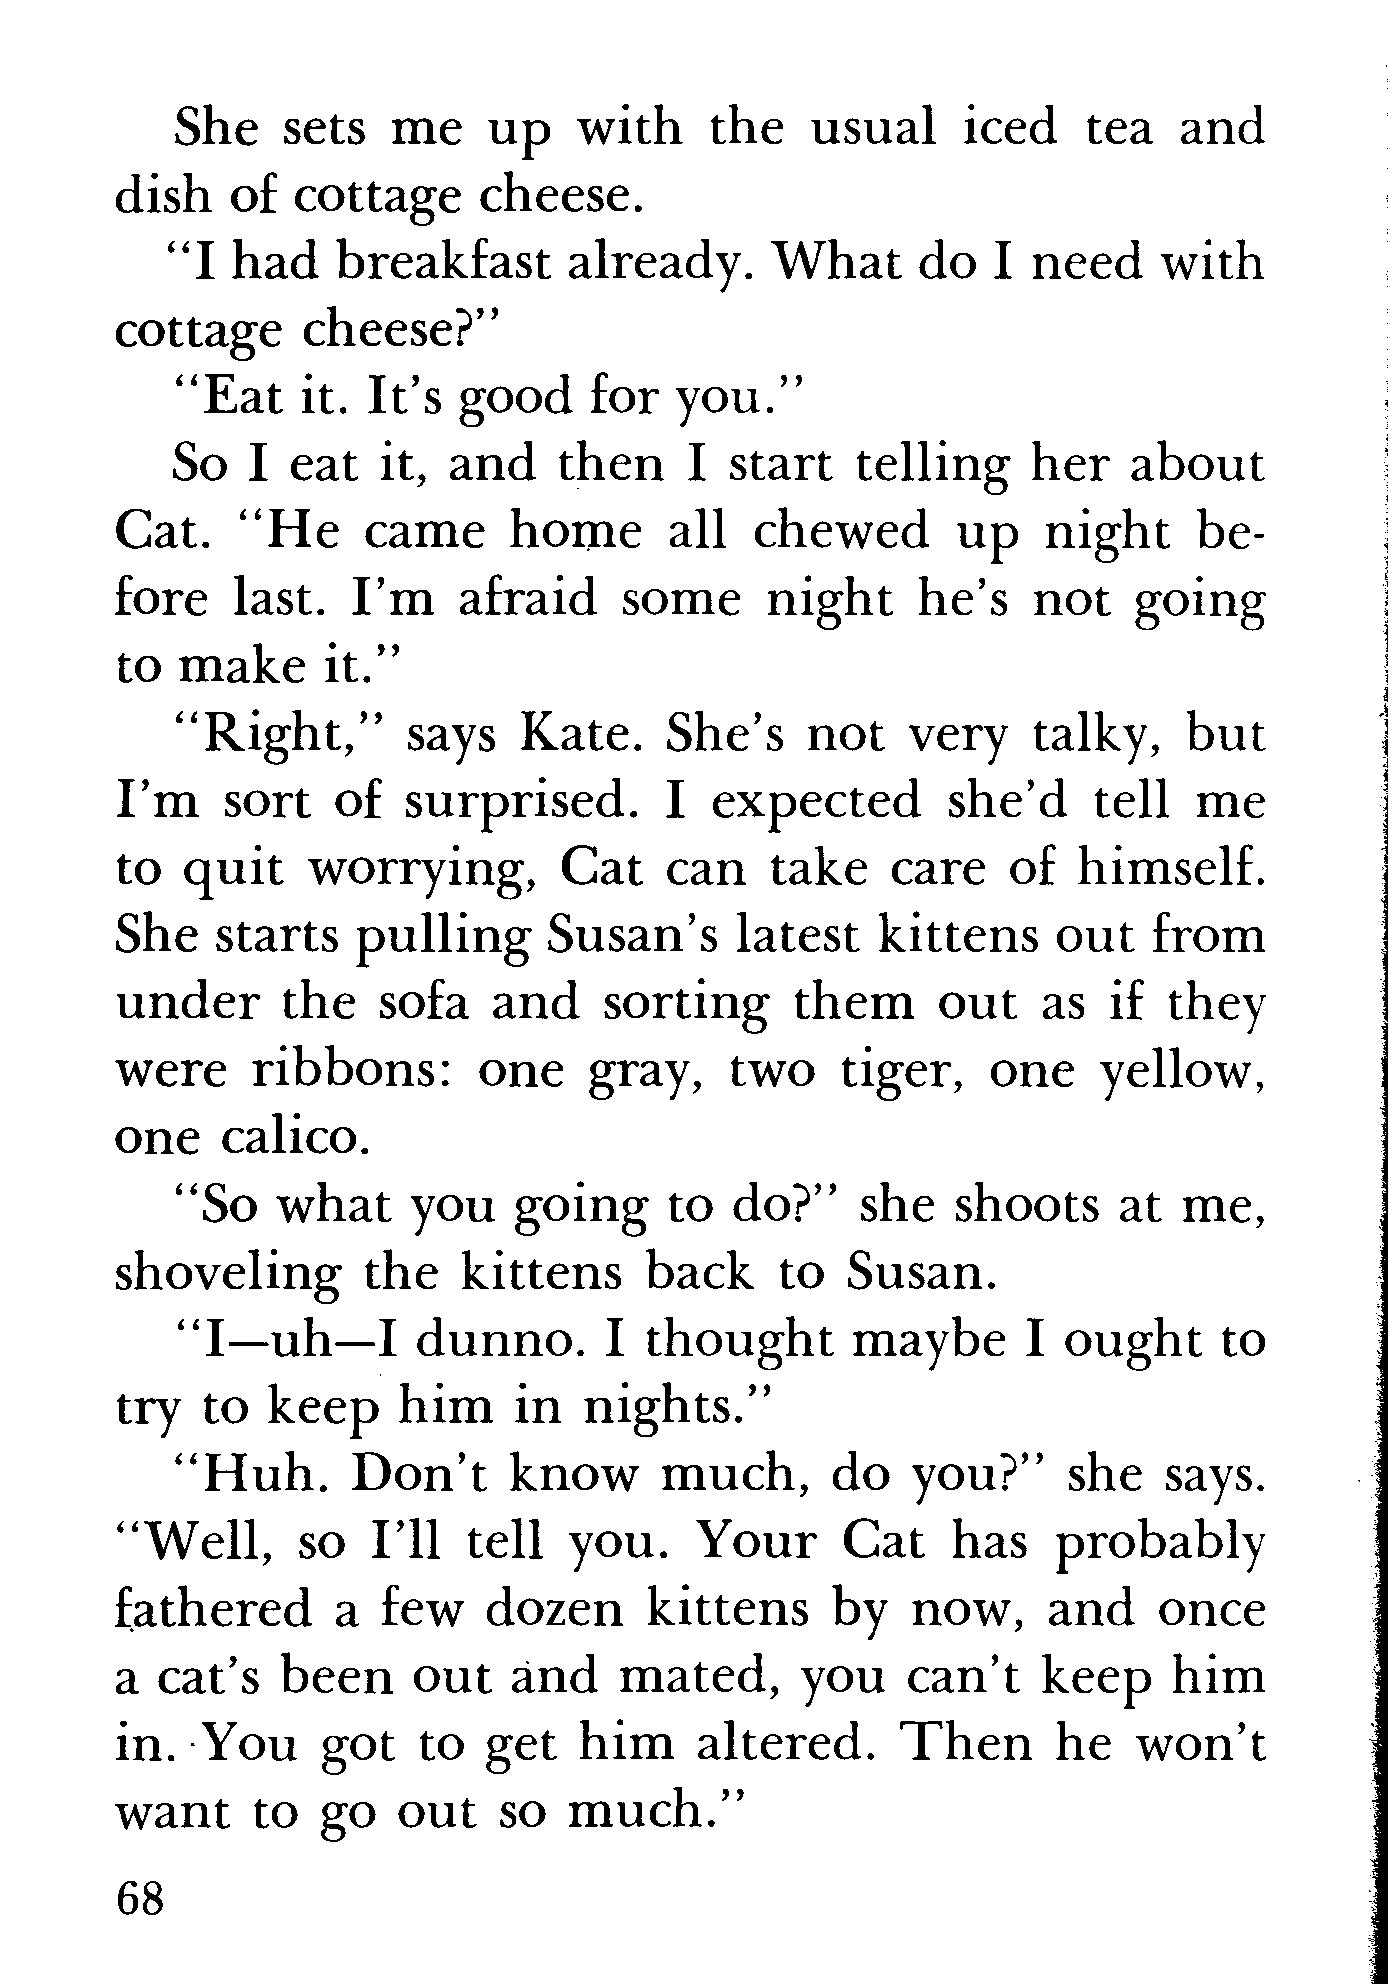 She sets me up with the usual iced tea and
dish of cottage cheese.
"I had breakfast already. What do I need with
cottage cheese?"
"Eat it. It's good for you."
So I eat it, and then I start telling her about
Cat. "He came home all chewed up night be-
fore last. I'm afraid some night he's not going
to make it."
"Right," says Kate. She's not very talky, but
I'm sort of surprised. I expected she'd tell me
to quit worrying, Cat can take care of himself.
She starts pulling Susan's latest kittens out from
under the sofa and sorting them out as if they
were ribbons: one gray, two tiger, one yellow,
one calico.
"So what you going to do?" she shoots at me,
shoveling the kittens back to Susan.
"I—uh—I dunno. I thought maybe I ought to
try to keep him in nights."
"Huh. Don't know much, do you?" she says.
"Well, so I'll tell you. Your Cat has probably
fathered a few dozen kittens by now, and once
a cat's been out and mated, you can't keep him
in. You got to get him altered. Then he won't
want to go out so much."
68